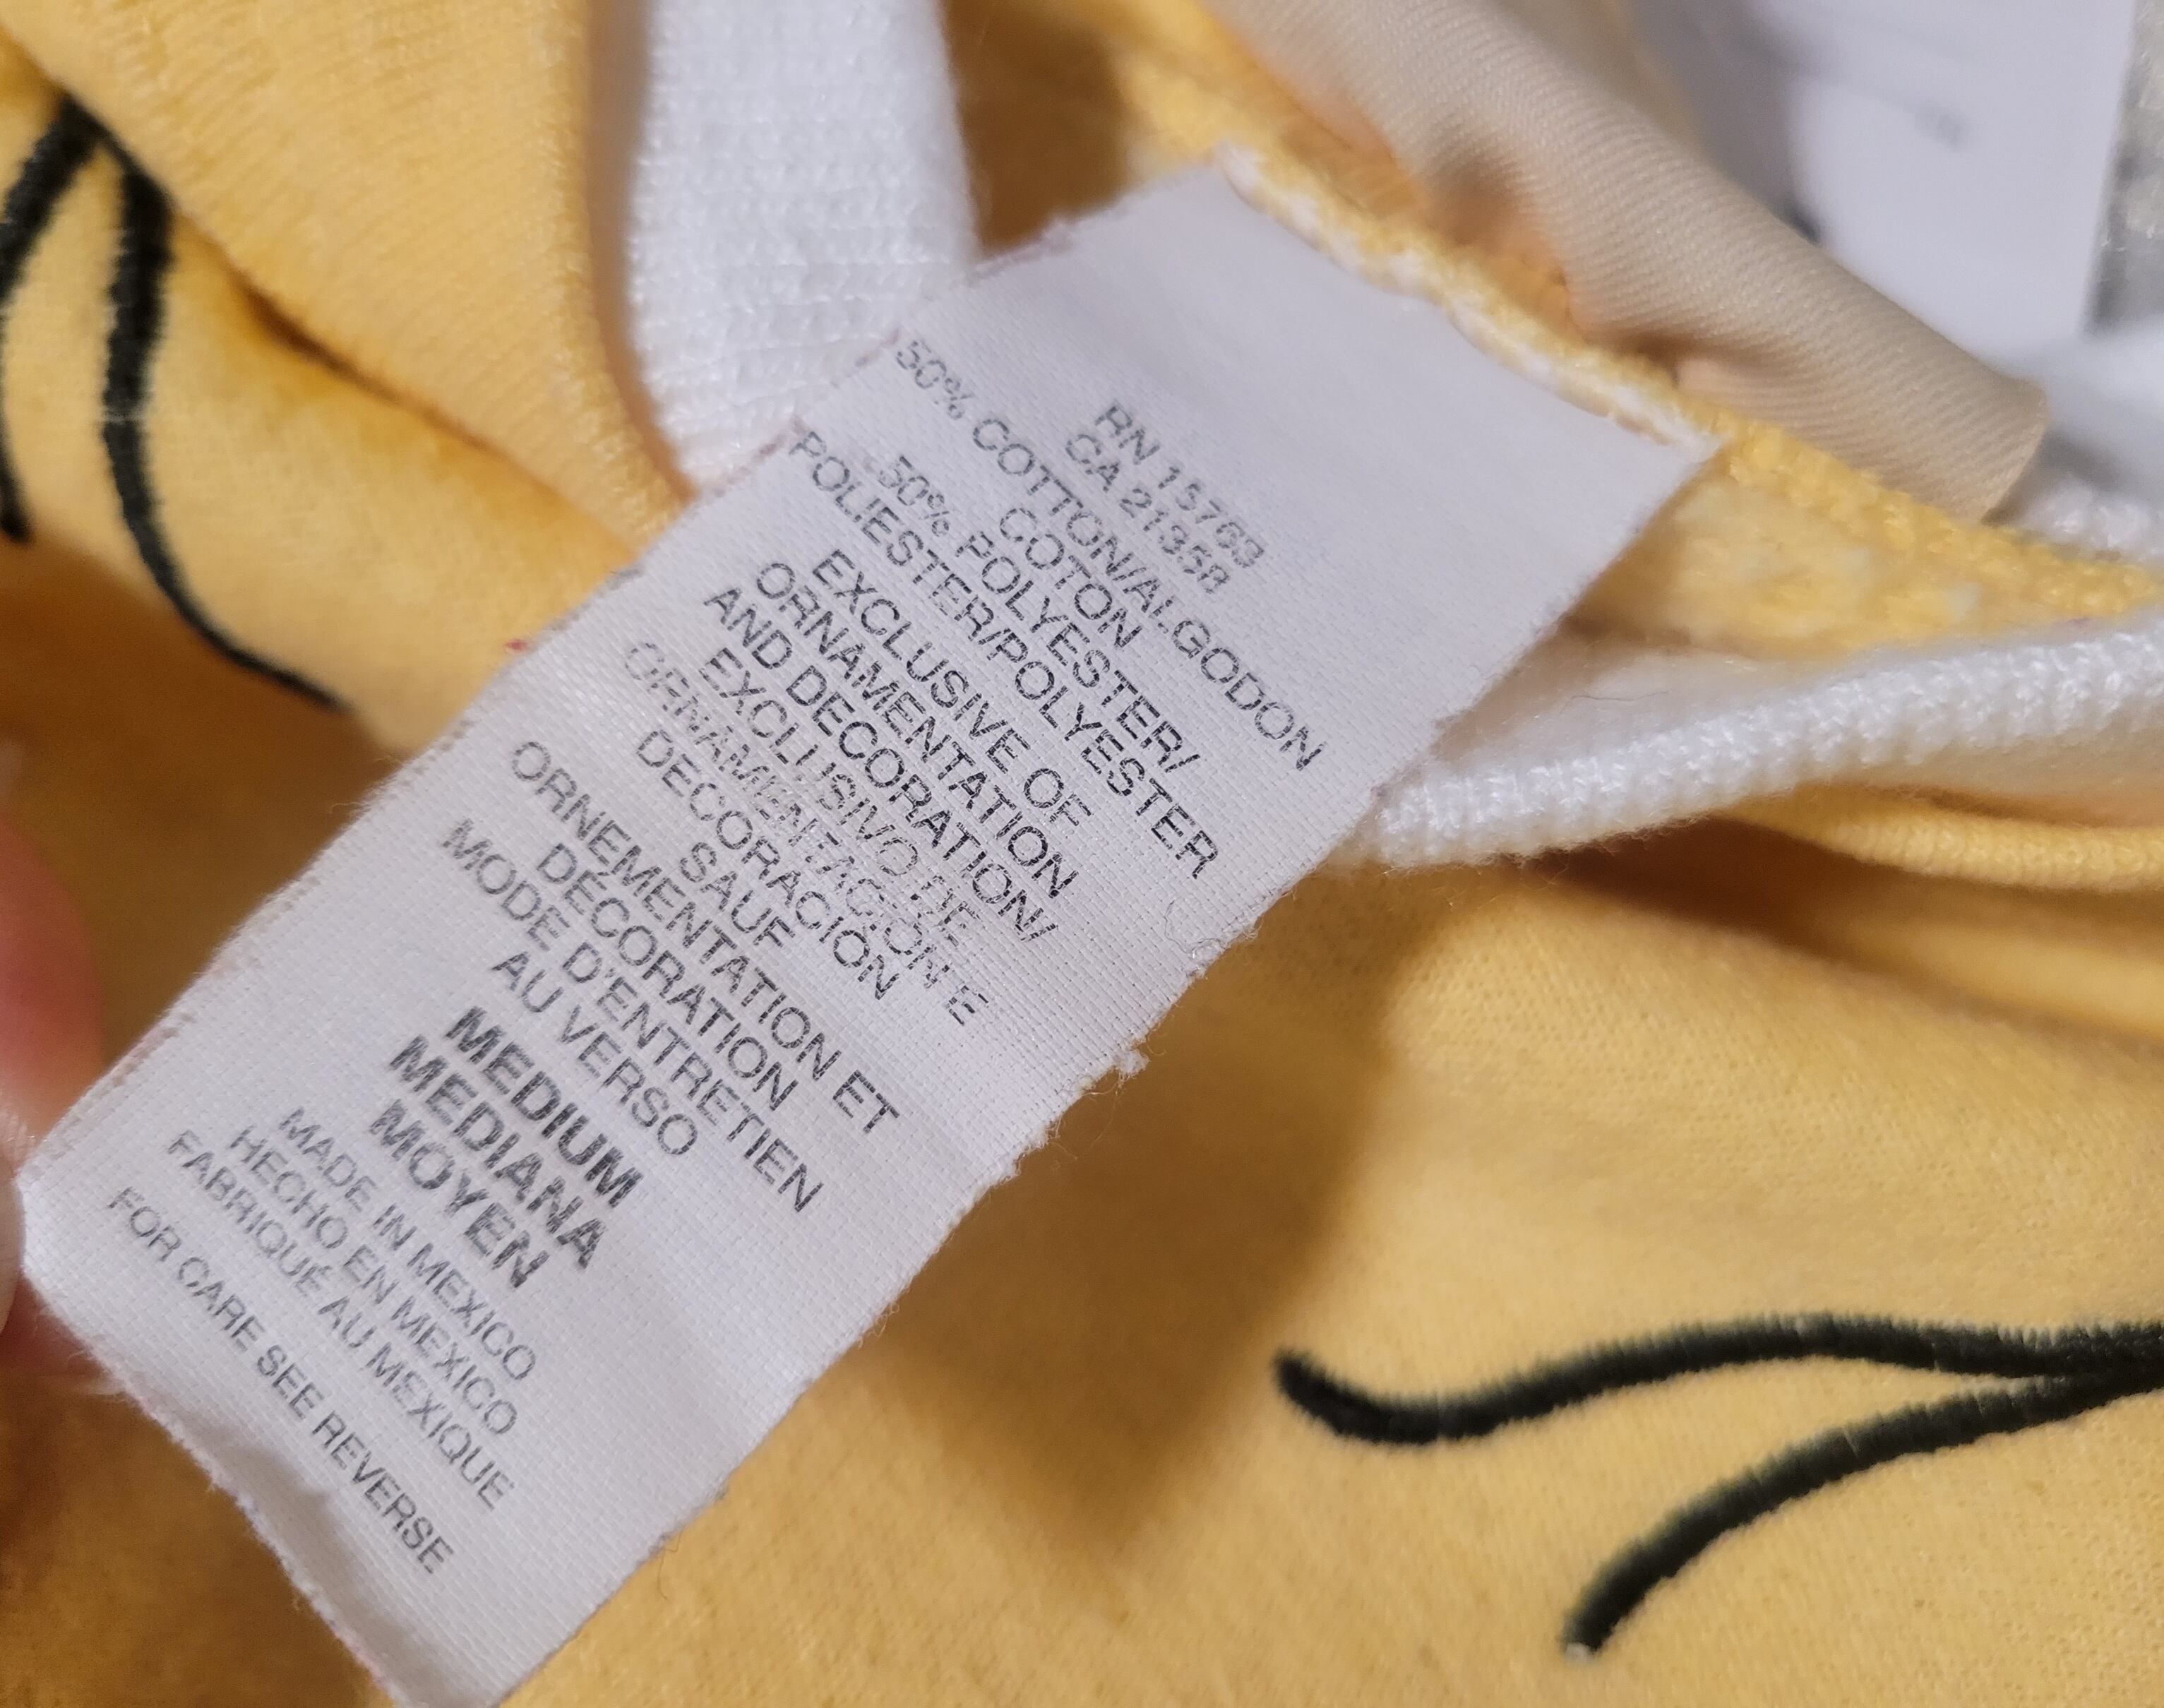 RN 15763
CA 21358
50% COTTON/ALGODON
COTON
50% POLYESTER/
POLIESTER/POLYESTER
EXCLUSIVE OF
ORNAMENTATION
AND DECORATION/
EXCLUSIVO DE
ORNAMENTACION E
DECORACION
SAUF
ORNEMENTATION ET
DÉCORATION
MODE D'ENTRETIEN
AU VERSO
MEDIUM
MEDIANA
MOYEN
MADE IN MEXICO
HECHO EN MEXICO
FABRIQUÉ AU MEXIQUE
FOR CARE SEE REVERSE